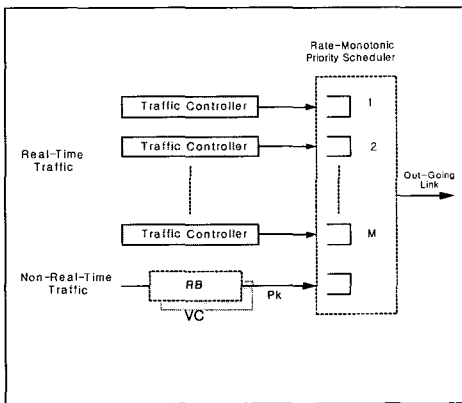 Rate-Monotonic
Priority Scheduler
Traffic Controller
1
Traffic Controller
2
Real-Time
Traffic
Out-Going
Link
Traffic Controller
M
Non-Real-Time
Traffic
RB
Pk
VC